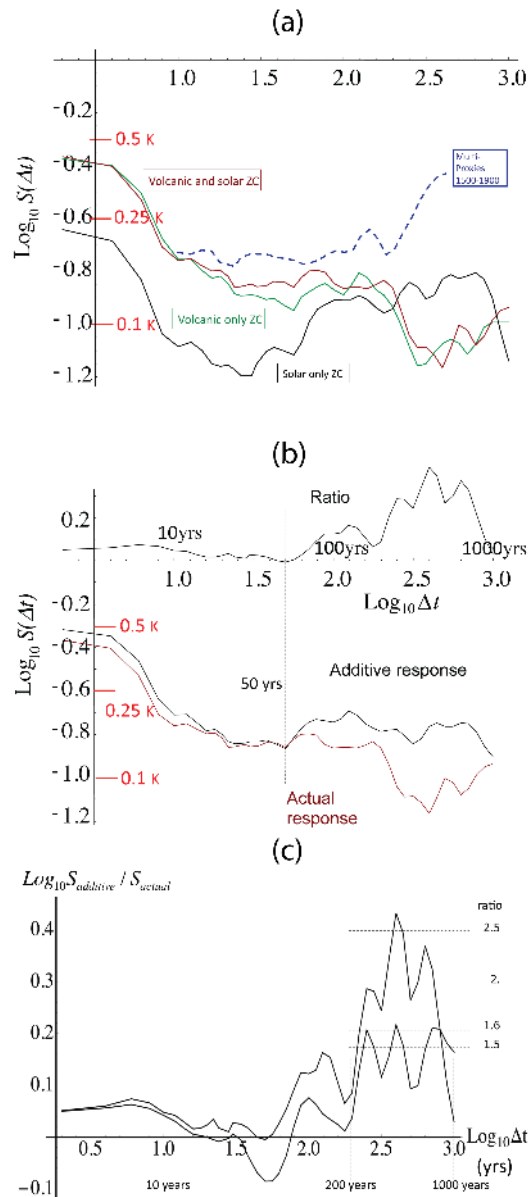 (a)
1.0 1.5 2.0 2.5 3.0
-0.2
0.5 K
-0.4
-0.6
0.25 K
-0.8
-1.0
0.1 K
-1.2
Log10 S(Δt)
Volcanic and solar ZC
Multi-
Proxies
1500-1900
Volcanic only ZC
Solar only ZC
(b)
Ratio
0.2
10yrs
100yrs
1000yrs
1.0 1.5 2.0 2.5 3.0
Log10Δt
-0.2
0.5 K
-0.4
-0.6
0.25 K
-0.8
-1.0
0.1 K
-1.2
Log10 S(Δt)
50 yrs
Additive response
Actual
response
(c)
Log10Sadditive / Sactual
ratio
0.4
2.5
0.3
2.
0.2
1.6
1.5
0.1
0.0
-0.1
0.5 1.0 1.5 2.0 2.5 3.0
Log10Δt
(yrs)
10 years
200 years
1000 years